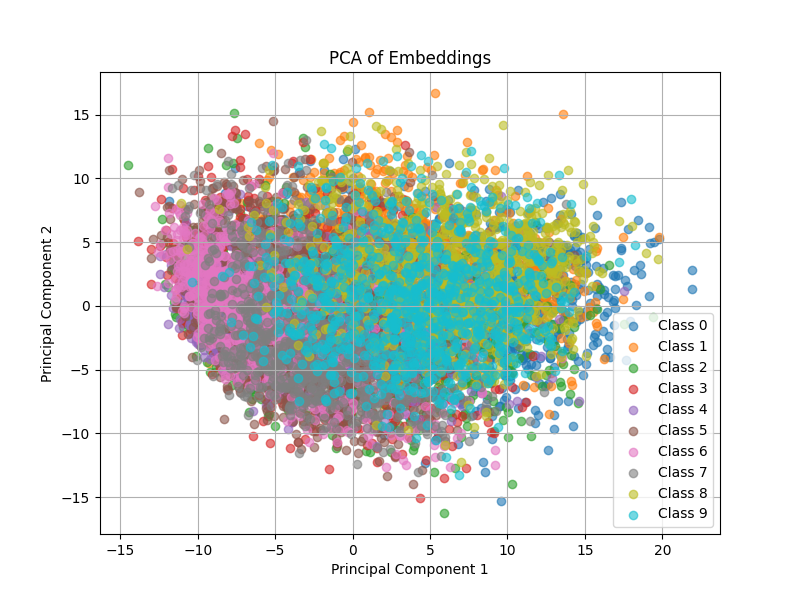 PCA of Embeddings
Principal Component 2
15
10
5
0
−5
−10
−15
−15
−10
−5
0
5
10
15
20
Principal Component 1
Class 0
Class 1
Class 2
Class 3
Class 4
Class 5
Class 6
Class 7
Class 8
Class 9